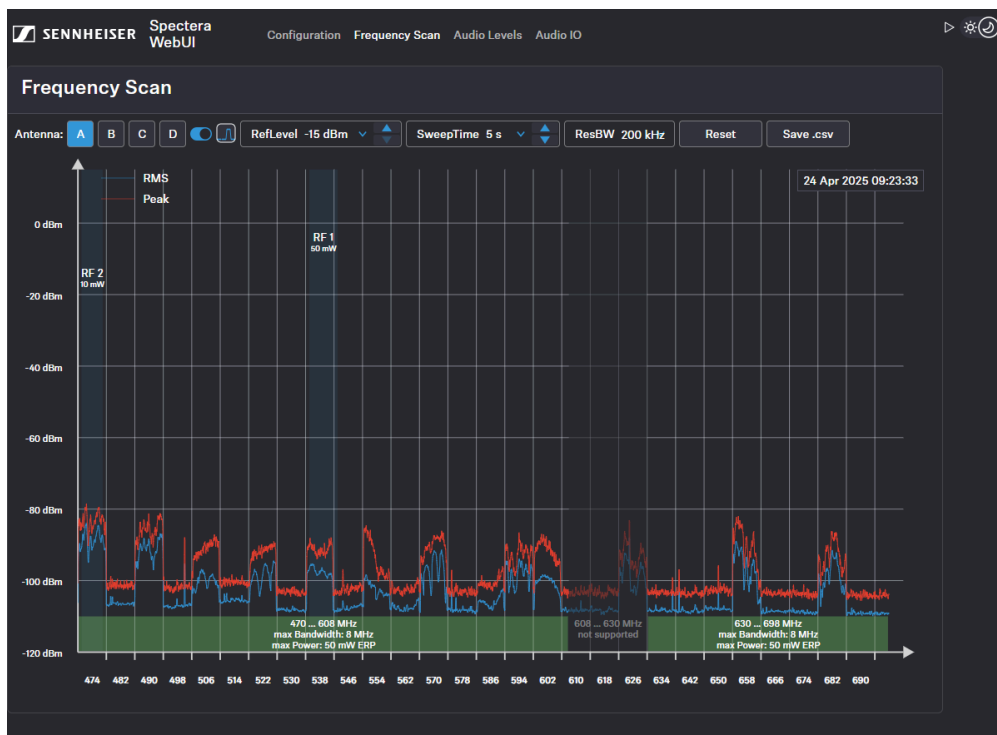 SENNHEISER Spectera WebUI Configuration Frequency Scan Audio Levels Audio IO
Frequency Scan
Antenna: A B C D RefLevel -15 dBm SweepTime 5 s ResBW 200 kHz Reset Save .csv
RMS
Peak
24 Apr 2025 09:23:33
0 dBm
RF 1
50 mW
RF 2
10 mW
-20 dBm
-40 dBm
-60 dBm
-80 dBm
-100 dBm
470 ... 608 MHz
max Bandwidth: 8 MHz
max Power: 50 mW ERP
608 ... 630 MHz
not supported
630 ... 698 MHz
max Bandwidth: 8 MHz
max Power: 50 mW ERP
-120 dBm
474 482 490 498 506 514 522 530 538 546 554 562 570 578 586 594 602 610 618 626 634 642 650 658 666 674 682 690